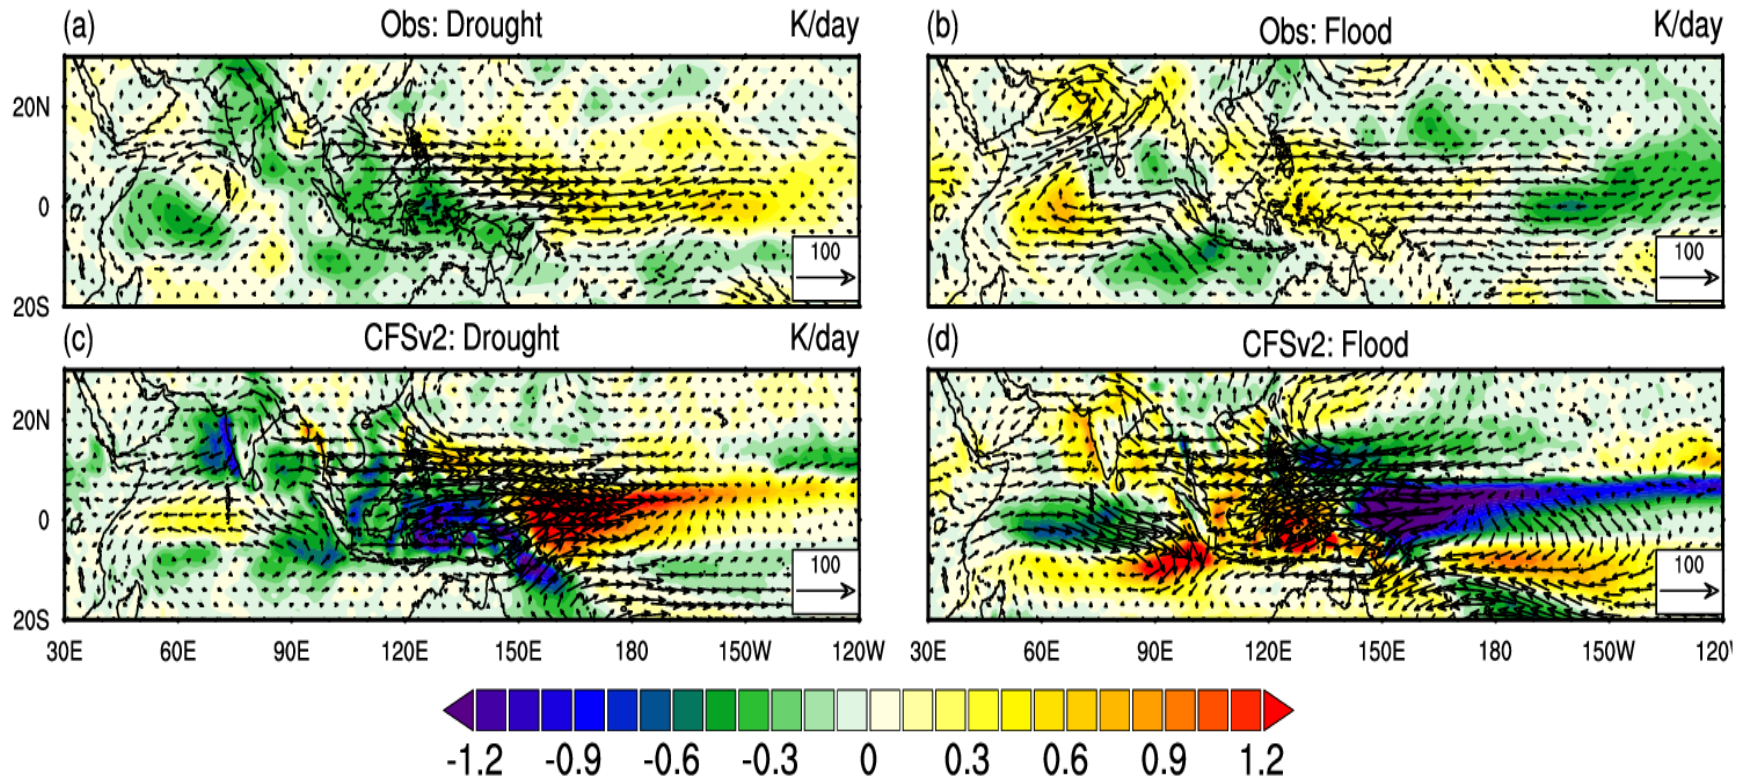 (a) Obs: Drought K/day
(b) Obs: Flood K/day
20N
0
20S
100
100
(c) CFSv2: Drought K/day
(d) CFSv2: Flood
20N
0
20S
100
100
30E 60E 90E 120E 150E 180 150W 120W
30E 60E 90E 120E 150E 180 150W 120
-1.2 -0.9 -0.6 -0.3 0 0.3 0.6 0.9 1.2